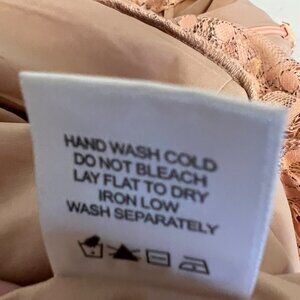 HAND WASH COLD
DO NOT BLEACH
LAY FLAT TO DRY
IRON LOW
WASH SEPARATELY